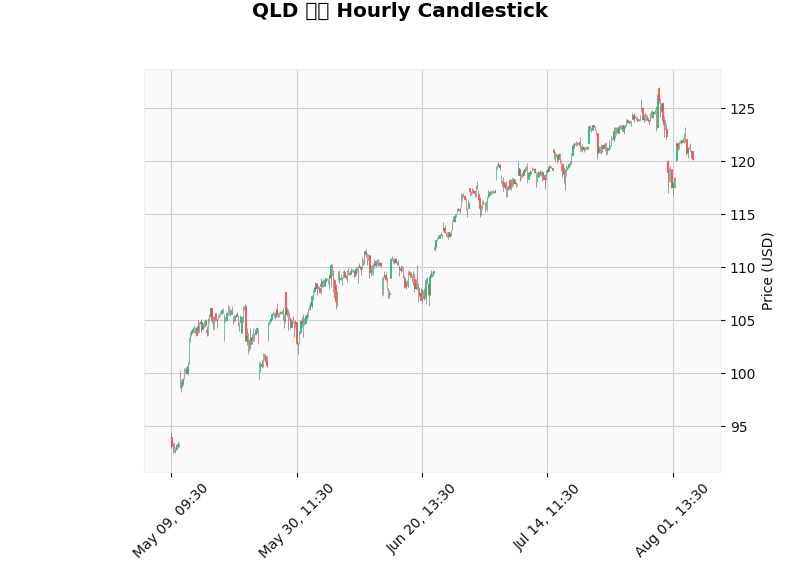 QLD Hourly Candlestick
125
120
115
110
105
100
95
Price (USD)
May 09, 09:30
May 30, 11:30
Jun 20, 13:30
Jul 14, 11:30
Aug 01, 13:30